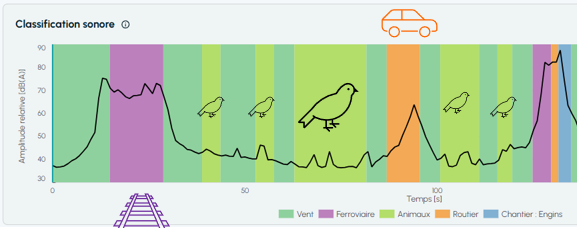 Classification sonore
Amplitude relative [dB(A)]
90
80
70
60
50
40
30
0
50
100
Temps [s]
Vent
Ferroviaire
Animaux
Routier
Chantier : Engins